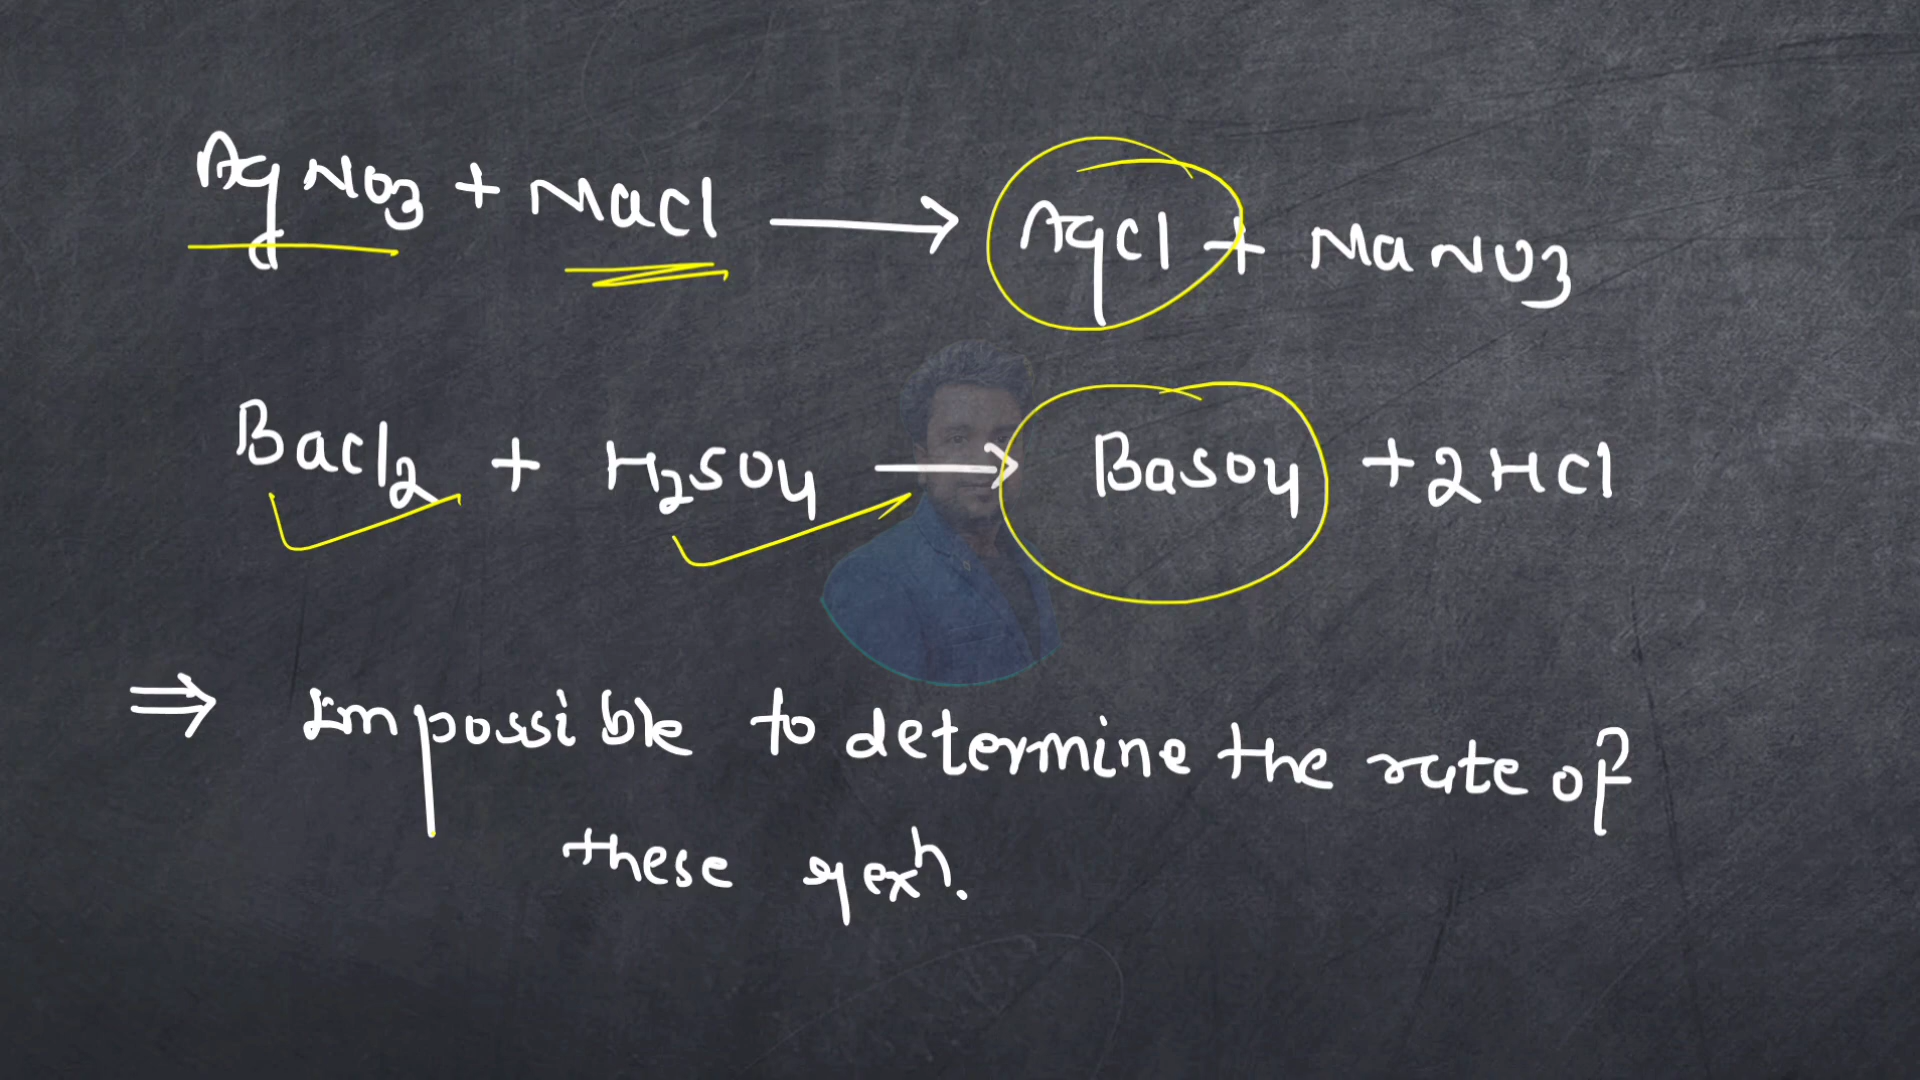 AgNO3 + NaCl → AgCl + NaNO3
BaCl2 + H2SO4 → BaSO4 + 2HCl
⇒ Impossible to determine the rate of
these rexn.